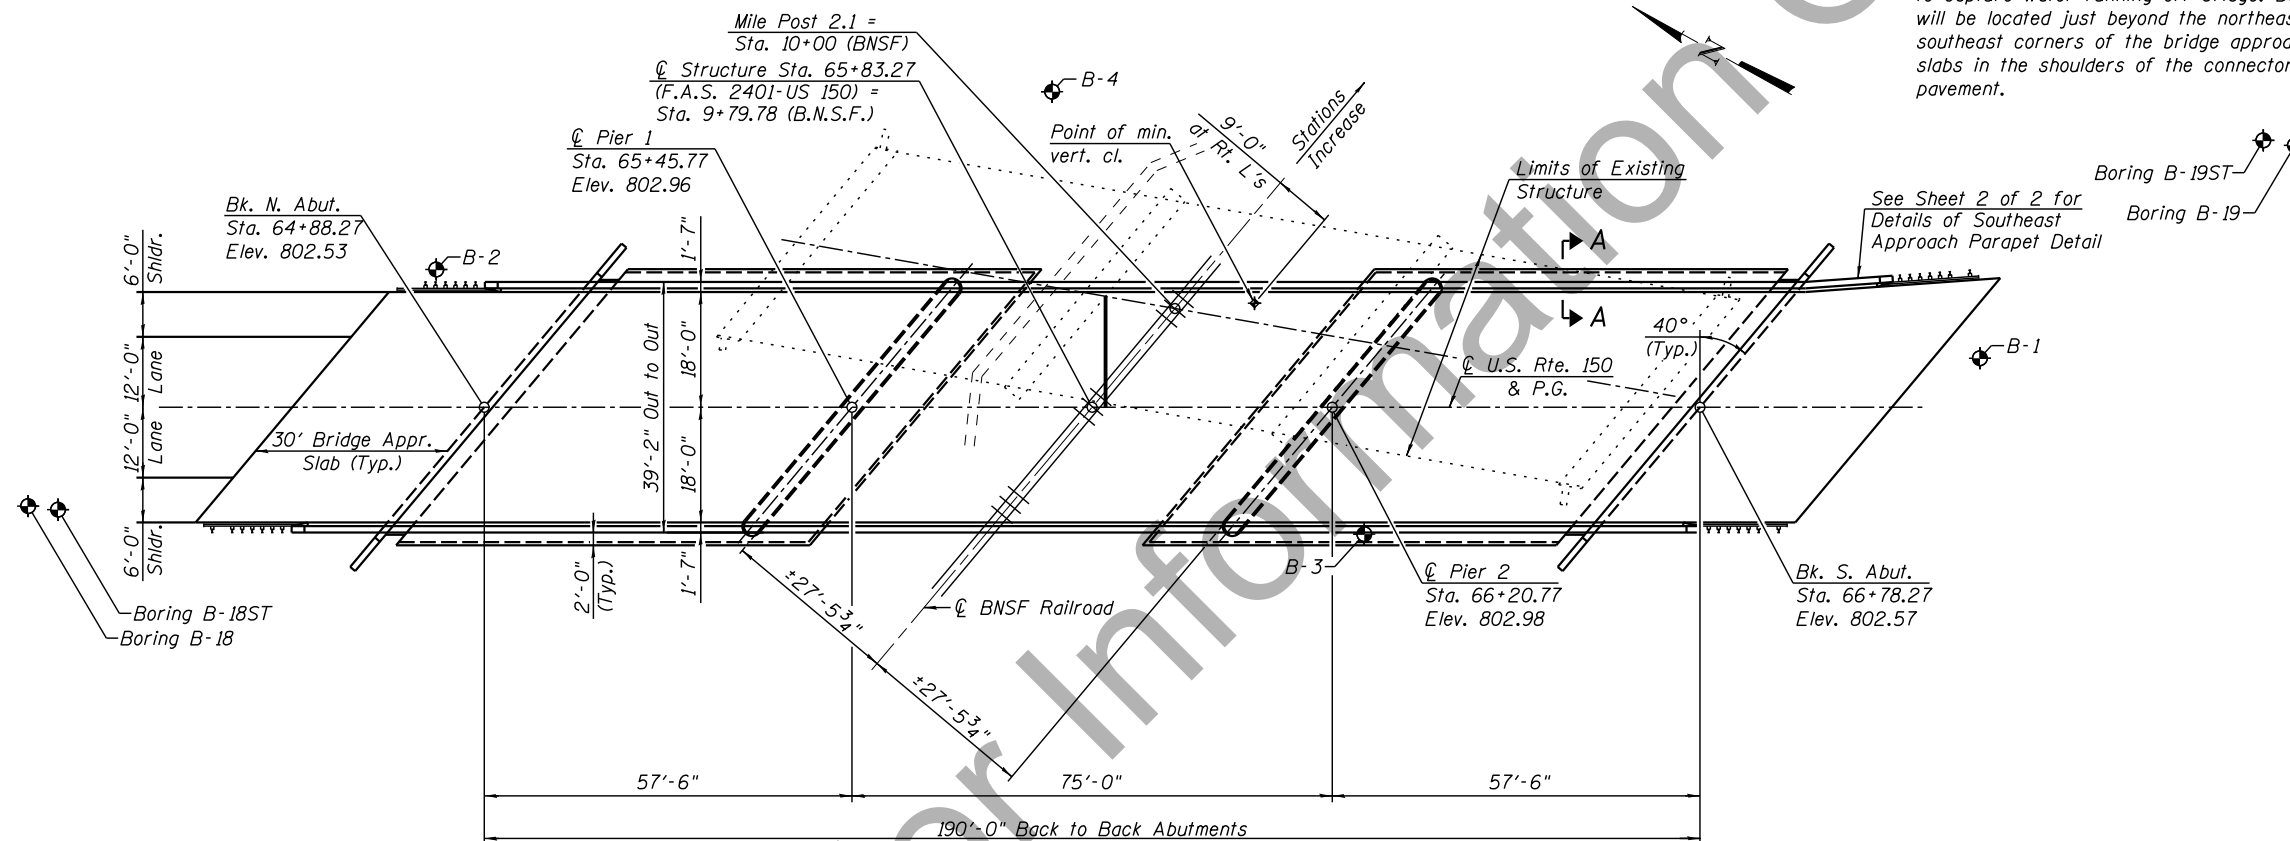 Mile Post 2.1 =
Sta. 10+00 (BNSF)
℄ Structure Sta. 65+83.27
(F.A.S. 2401-US 150) =
Sta. 9+79.78 (B.N.S.F.)
℄ Pier 1
Sta. 65+45.77
Elev. 802.96
Bk. N. Abut.
Sta. 64+88.27
Elev. 802.53
B-2
B-4
Point of min.
vert. cl.
9'-0"
at Rt. L's
Stations
Increase
N
will be located just beyond the northeas
southeast corners of the bridge approa
slabs in the shoulders of the connector
pavement.
Limits of Existing
Structure
Boring B-19ST
Boring B-19
See Sheet 2 of 2 for
Details of Southeast
Approach Parapet Detail
A
A
40°
(Typ.)
B-1
℄ U.S. Rte. 150
& P.G.
6'-0"
Shldr.
12'-0"
Lane
12'-0"
Lane
6'-0"
Shldr.
30' Bridge Appr.
Slab (Typ.)
39'-2" Out to Out
1'-7"
18'-0"
18'-0"
1'-7"
2'-0"
(Typ.)
Boring B-18ST
Boring B-18
±27'-5¾"
±27'-5¾"
℄ BNSF Railroad
B-3
℄ Pier 2
Sta. 66+20.77
Elev. 802.98
Bk. S. Abut.
Sta. 66+78.27
Elev. 802.57
57'-6"
75'-0"
57'-6"
190'-0" Back to Back Abutments
r Information O